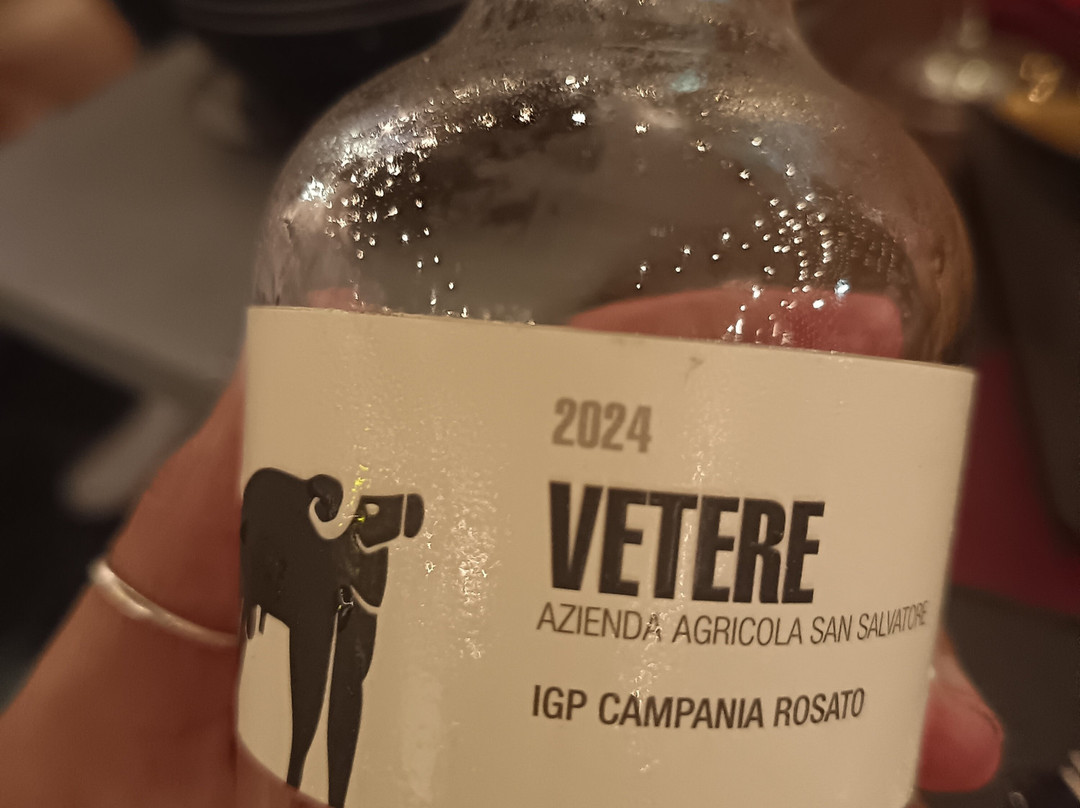 2024
VETERE
AZIENDA AGRICOLA SAN SALVATORE
IGP CAMPANIA ROSATO